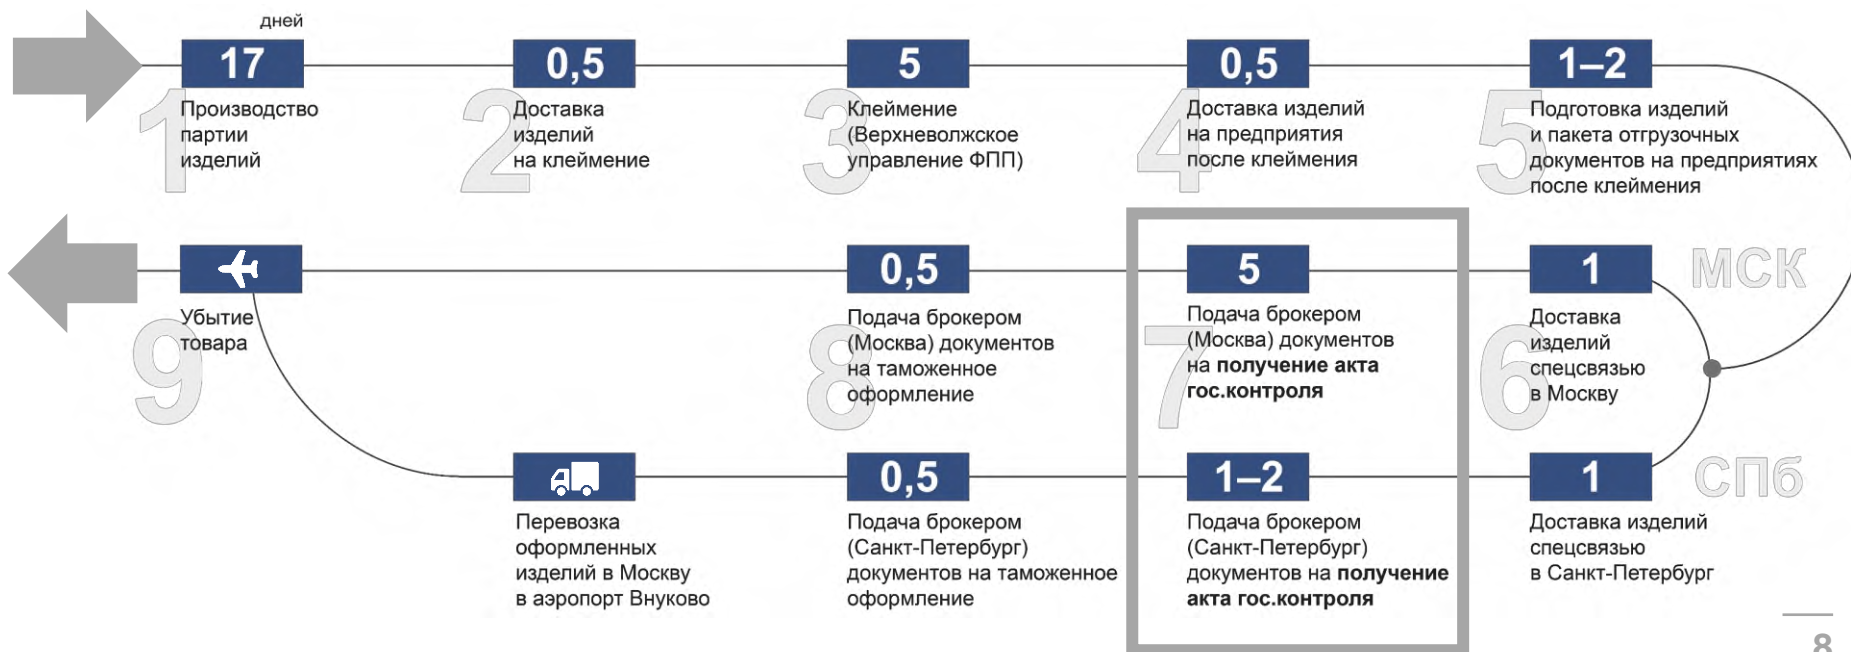 дней
17
1
Производство
партии
изделий
0,5
2
Доставка
изделий
на клеймение
5
3
Клеймение
(Верхневолжское
управление ФПП)
0,5
4
Доставка изделий
на предприятия
после клеймения
1–2
5
Подготовка изделий
и пакета отгрузочных
документов на предприятиях
после клеймения
МСК
1
6
Доставка
изделий
спецсвязью
в Москву
5
7
Подача брокером
(Москва) документов
на получение акта
гос.контроля
0,5
8
Подача брокером
(Москва) документов
на таможенное
оформление
9
Убытие
товара
СПб
1
Доставка изделий
спецсвязью
в Санкт-Петербург
1–2
Подача брокером
(Санкт-Петербург)
документов на получение
акта гос.контроля
0,5
Подача брокером
(Санкт-Петербург)
документов на таможенное
оформление
Перевозка
оформленных
изделий в Москву
в аэропорт Внуково
8